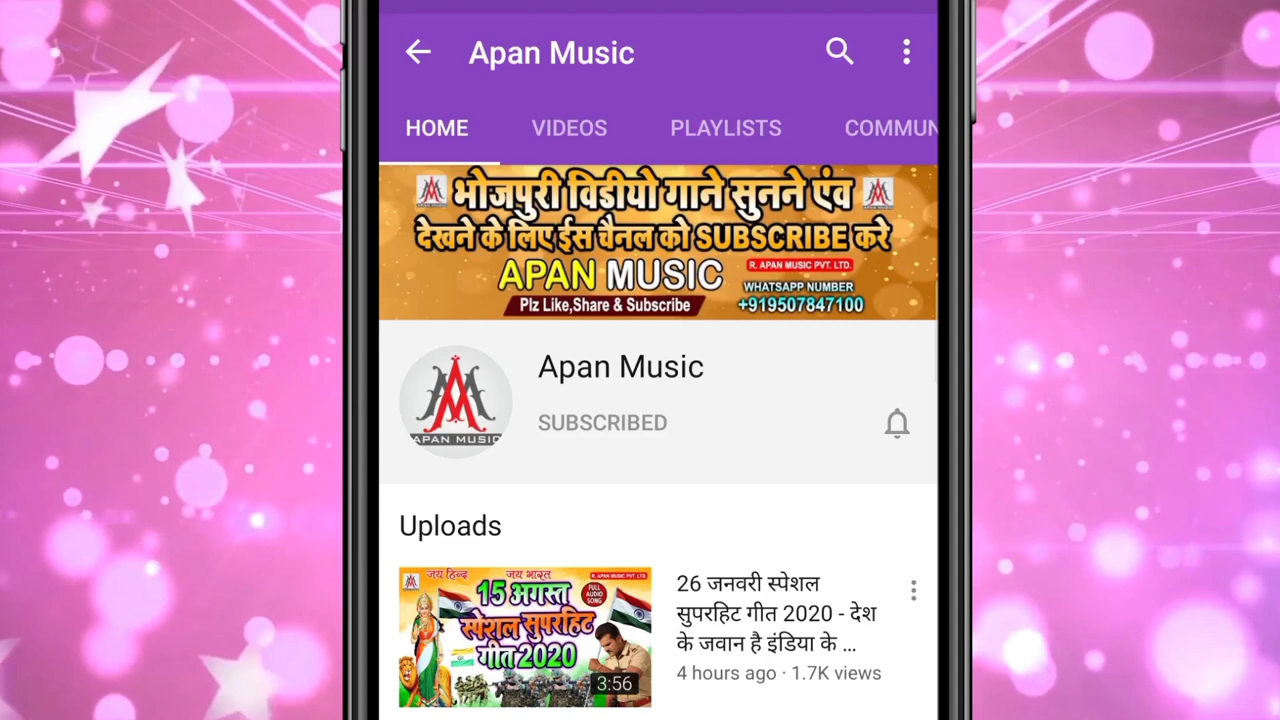 Apan Music
HOME VIDEOS PLAYLISTS COMMUN
भोजपुरी विडीयो गाने सुनने एंव
देखने के लिए ईस चैनल को SUBSCRIBE करे
APAN MUSIC
R. APAN MUSIC PVT. LTD.
WHATSAPP NUMBER
+919507847100
Plz Like,Share & Subscribe
Apan Music
SUBSCRIBED
APAN MUSIC
Uploads
जय हिन्द जय भारत
R. APAN MUSIC PVT. LTD
15 अगस्त
FULL
AUDIO
SONG
स्पेशल सुपरहिट
गीत 2020
3:56
26 जनवरी स्पेशल
सुपरहिट गीत 2020 - देश
के जवान है इंडिया के ...
4 hours ago · 1.7K views